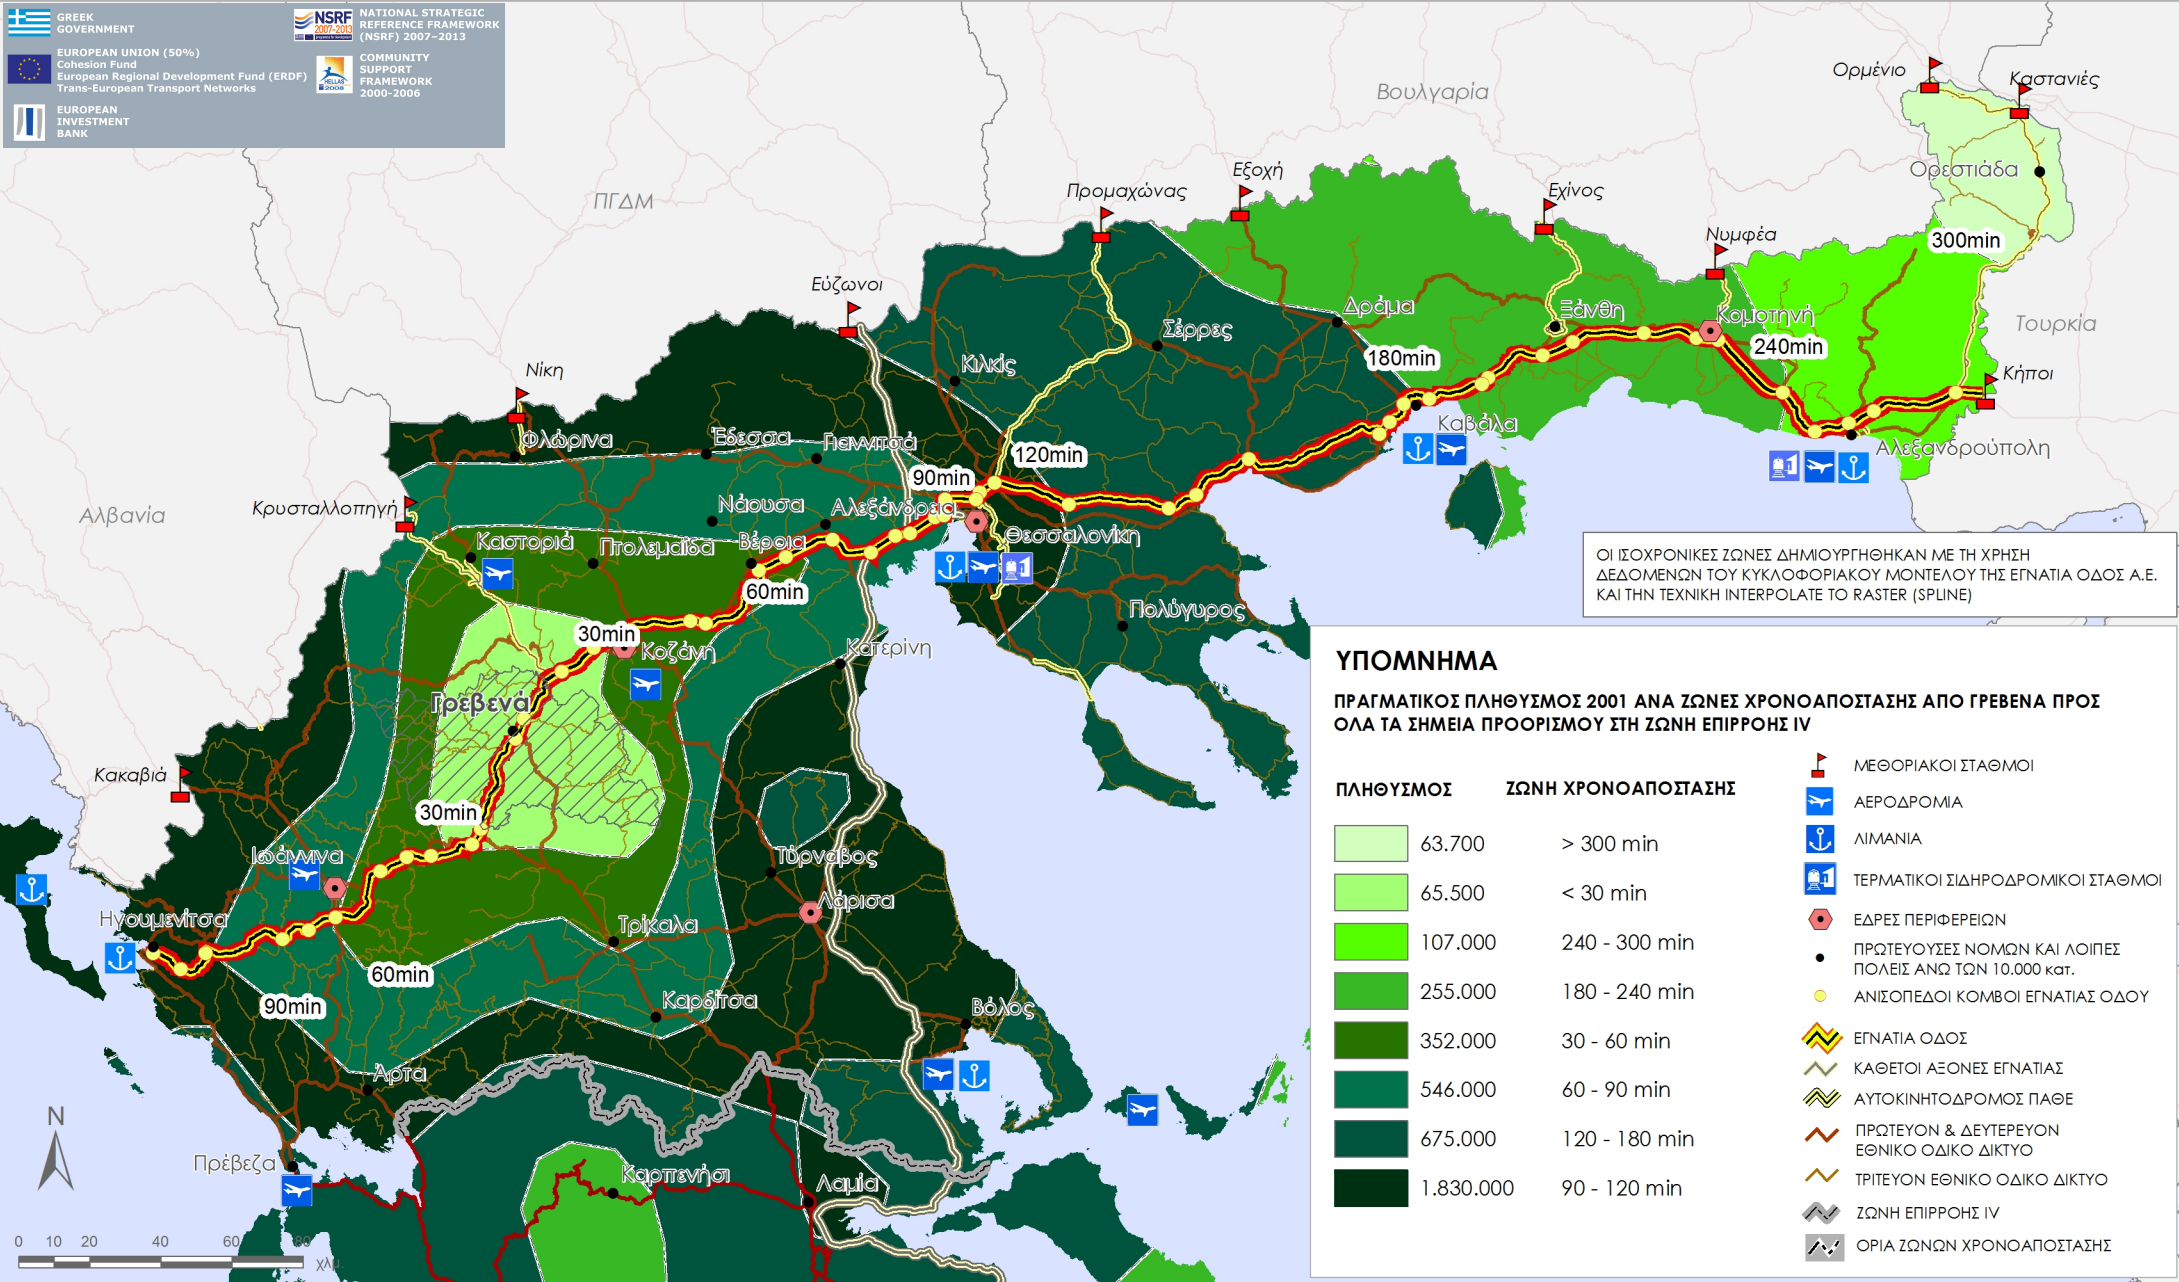 GREEK
GOVERNMENT
EUROPEAN UNION (50%)
Cohesion Fund
European Regional Development Fund (ERDF)
Trans-European Transport Networks
EUROPEAN
INVESTMENT
BANK
NSRF
2007-2013
NATIONAL STRATEGIC
REFERENCE FRAMEWORK
(NSRF) 2007–2013
HELLAS
2008
COMMUNITY
SUPPORT
FRAMEWORK
2000-2006
Βουλγαρία
Ορμένιο
Καστανιές
Ορεστιάδα
ΠΓΔΜ
Προμαχώνας
Εξοχή
Εχίνος
Νυμφέα
300min
Εύζωνοι
Δράμα
Ξάνθη
Κομοτηνή
Τουρκία
Σέρρες
240min
Νίκη
Κιλκίς
180min
Κήποι
Φλώρινα
Έδεσσα
Γιαννιτσά
120min
Καβάλα
Αλεξανδρούπολη
90min
Αλβανία
Κρυσταλλοπηγή
Νάουσα
Αλεξάνδρεια
Καστοριά
Πτολεμαϊδα
Βέροια
Θεσσαλονίκη
60min
Πολύγυρος
30min
Κοζάνη
Κατερίνη
Γρεβενά
Κακαβιά
30min
Ιωάννινα
Τύρναβος
Λάρισα
Ηγουμενίτσα
Τρίκαλα
60min
90min
Καρδίτσα
Βόλος
Άρτα
Πρέβεζα
Καρπενήσι
Λαμία
N
0 10 20 40 60 80
χλμ.
ΟΙ ΙΣΟΧΡΟΝΙΚΕΣ ΖΩΝΕΣ ΔΗΜΙΟΥΡΓΗΘΗΚΑΝ ΜΕ ΤΗ ΧΡΗΣΗ
ΔΕΔΟΜΕΝΩΝ ΤΟΥ ΚΥΚΛΟΦΟΡΙΑΚΟΥ ΜΟΝΤΕΛΟΥ ΤΗΣ ΕΓΝΑΤΙΑ ΟΔΟΣ Α.Ε.
ΚΑΙ ΤΗΝ ΤΕΧΝΙΚΗ INTERPOLATE TO RASTER (SPLINE)
ΥΠΟΜΝΗΜΑ
ΠΡΑΓΜΑΤΙΚΟΣ ΠΛΗΘΥΣΜΟΣ 2001 ΑΝΑ ΖΩΝΕΣ ΧΡΟΝΟΑΠΟΣΤΑΣΗΣ ΑΠΟ ΓΡΕΒΕΝΑ ΠΡΟΣ
ΟΛΑ ΤΑ ΣΗΜΕΙΑ ΠΡΟΟΡΙΣΜΟΥ ΣΤΗ ΖΩΝΗ ΕΠΙΡΡΟΗΣ IV
ΠΛΗΘΥΣΜΟΣ ΖΩΝΗ ΧΡΟΝΟΑΠΟΣΤΑΣΗΣ
63.700 > 300 min
65.500 < 30 min
107.000 240 - 300 min
255.000 180 - 240 min
352.000 30 - 60 min
546.000 60 - 90 min
675.000 120 - 180 min
1.830.000 90 - 120 min
ΜΕΘΟΡΙΑΚΟΙ ΣΤΑΘΜΟΙ
ΑΕΡΟΔΡΟΜΙΑ
ΛΙΜΑΝΙΑ
ΤΕΡΜΑΤΙΚΟΙ ΣΙΔΗΡΟΔΡΟΜΙΚΟΙ ΣΤΑΘΜΟΙ
ΕΔΡΕΣ ΠΕΡΙΦΕΡΕΙΩΝ
ΠΡΩΤΕΥΟΥΣΕΣ ΝΟΜΩΝ ΚΑΙ ΛΟΙΠΕΣ
ΠΟΛΕΙΣ ΑΝΩ ΤΩΝ 10.000 κατ.
ΑΝΙΣΟΠΕΔΟΙ ΚΟΜΒΟΙ ΕΓΝΑΤΙΑΣ ΟΔΟΥ
ΕΓΝΑΤΙΑ ΟΔΟΣ
ΚΑΘΕΤΟΙ ΑΞΟΝΕΣ ΕΓΝΑΤΙΑΣ
ΑΥΤΟΚΙΝΗΤΟΔΡΟΜΟΣ ΠΑΘΕ
ΠΡΩΤΕΥΟΝ & ΔΕΥΤΕΡΕΥΟΝ
ΕΘΝΙΚΟ ΟΔΙΚΟ ΔΙΚΤΥΟ
ΤΡΙΤΕΥΟΝ ΕΘΝΙΚΟ ΟΔΙΚΟ ΔΙΚΤΥΟ
ΖΩΝΗ ΕΠΙΡΡΟΗΣ IV
ΟΡΙΑ ΖΩΝΩΝ ΧΡΟΝΟΑΠΟΣΤΑΣΗΣ